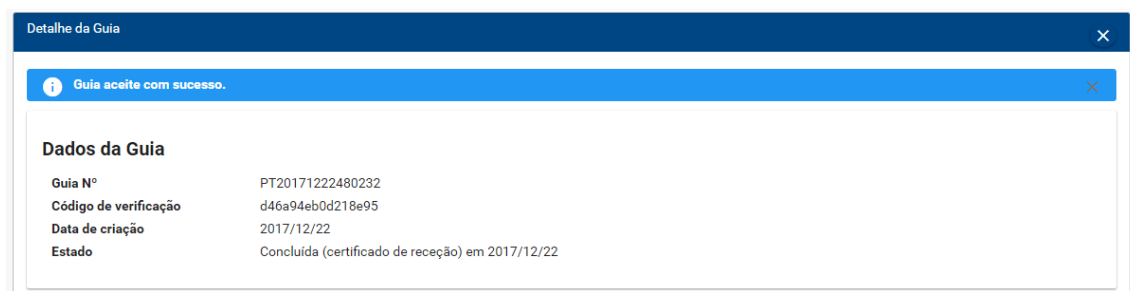 Detalhe da Guia
Guia aceite com sucesso.
Dados da Guia
Guia Nº PT20171222480232
Código de verificação d46a94eb0d218e95
Data de criação 2017/12/22
Estado Concluída (certificado de receção) em 2017/12/22